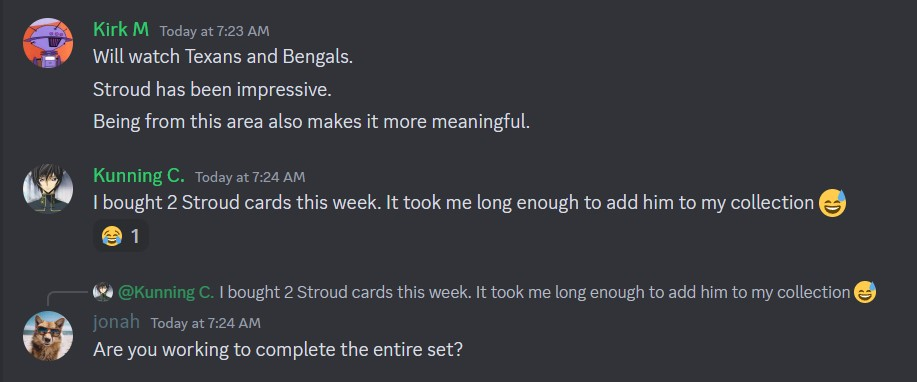 Kirk M Today at 7:23 AM
Will watch Texans and Bengals.
Stroud has been impressive.
Being from this area also makes it more meaningful.
Kunning C. Today at 7:24 AM
I bought 2 Stroud cards this week. It took me long enough to add him to my collection 😅
😂 1
@Kunning C. I bought 2 Stroud cards this week. It took me long enough to add him to my collection 😅
jonah Today at 7:24 AM
Are you working to complete the entire set?